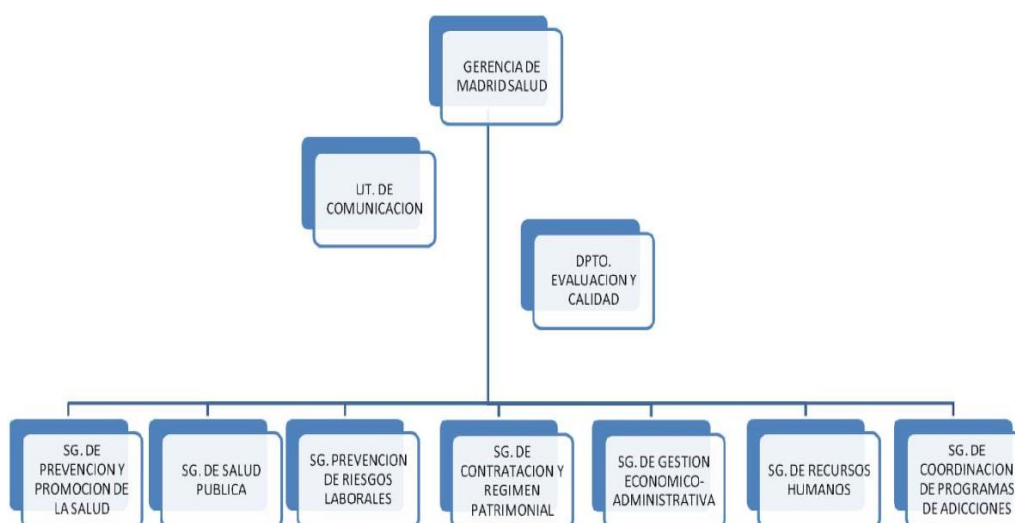 GERENCIA DE
MADRID SALUD
UT. DE
COMUNICACION
DPTO.
EVALUACION Y
CALIDAD
SG. DE
PREVENCION Y
PROMOCION DE
LA SALUD
SG. DE SALUD
PUBLICA
SG. PREVENCION
DE RIESGOS
LABORALES
SG. DE
CONTRATACION Y
REGIMEN
PATRIMONIAL
SG. DE GESTION
ECONOMICO-
ADMINISTRATIVA
SG. DE RECURSOS
HUMANOS
SG. DE
COORDINACION
DE PROGRAMAS
DE ADICCIONES